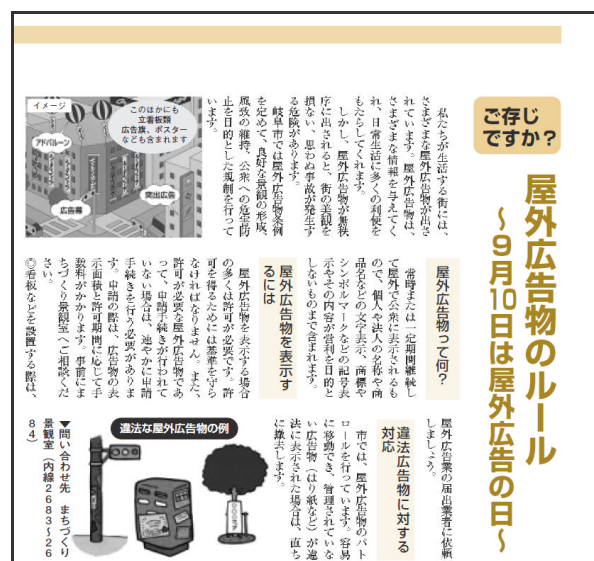 ご存じ
ですか?
屋外広告物のルール
~9月10日は屋外広告の日~
私たちが生活する街には、
さまざまな屋外広告物が出さ
れています。屋外広告物は、
さまざまな情報を与えてく
れ、日常生活に多くの利便を
もたらしてくれます。
しかし、屋外広告物が無秩
序に出されると、街の美観を
損ない、思わぬ事故が発生す
る危険があります。
岐阜市では屋外広告物条例
を定めて、良好な景観の形成、
風致の維持、公衆への危害防
止を目的とした規制を行って
います。
イメージ
このほかにも
立看板類
広告旗、ポスター
なども含まれます
アドバルーン
突出広告
広告幕
屋外広告物って何?
常時または一定期間継続し
て屋外で公衆に表示されるも
ので、個人や法人の名称や商
品名などの文字表示、商標や
シンボルマークなどの記号表
示やその内容が営利を目的と
しないものまで含まれます。
屋外広告物を表示す
るには
屋外広告物を表示する場合
の多くは許可が必要です。許
可を得るためには基準を守ら
なければなりません。また、
許可が必要な屋外広告物であ
って、申請手続きが行われて
いない場合は、速やかに申請
手続きを行う必要がありま
す。申請の際は、広告物の表
示面積と許可期間に応じて手
数料がかかります。事前にま
ちづくり景観室へご相談くだ
さい。
◎看板などを設置する際は、
屋外広告業の届出業者に依頼
しましょう。
違法広告物に対する
対応
市では、屋外広告物のパト
ロールを行っています。容易
に移動でき、管理されていな
い広告物(はり紙など)が違
法に表示された場合は、直ち
に撤去します。
違法な屋外広告物の例
▼問い合わせ先 まちづくり
景観室(内線2683~26
84)